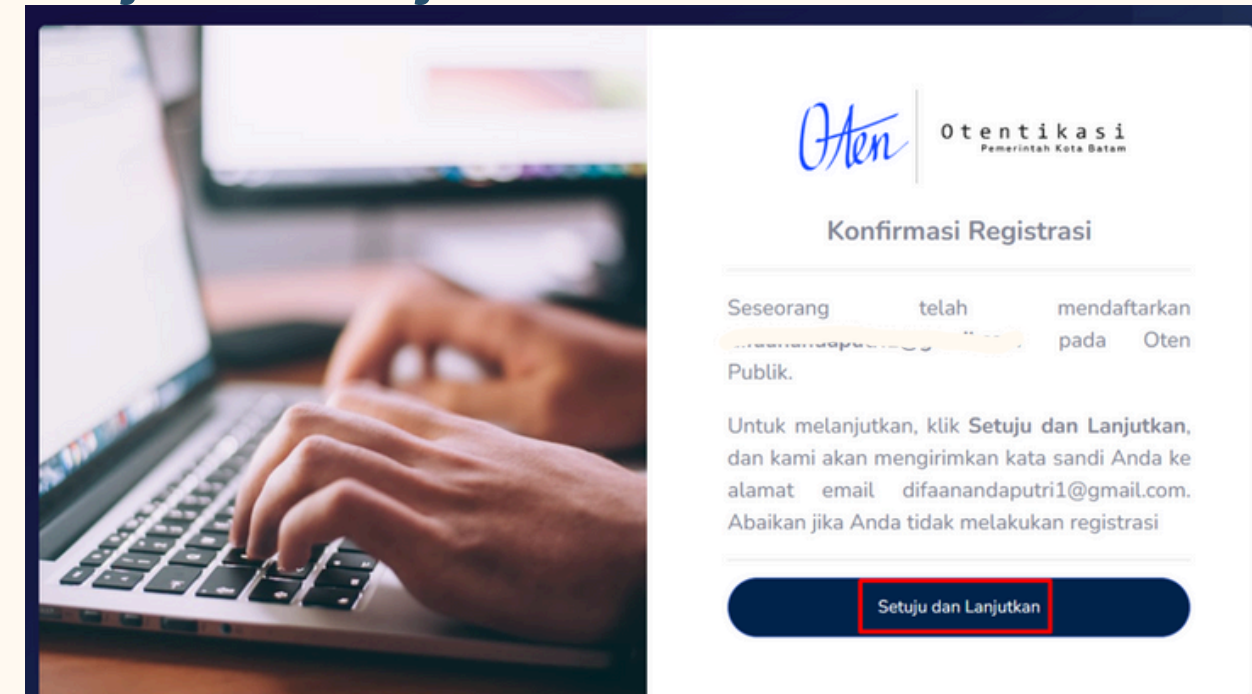 Oten
Otentikasi
Pemerintah Kota Batam
Konfirmasi Registrasi
Seseorang telah mendaftarkan
pada Oten
Publik.
Untuk melanjutkan, klik Setuju dan Lanjutkan,
dan kami akan mengirimkan kata sandi Anda ke
alamat email difaanandaputri1@gmail.com.
Abaikan jika Anda tidak melakukan registrasi
Setuju dan Lanjutkan